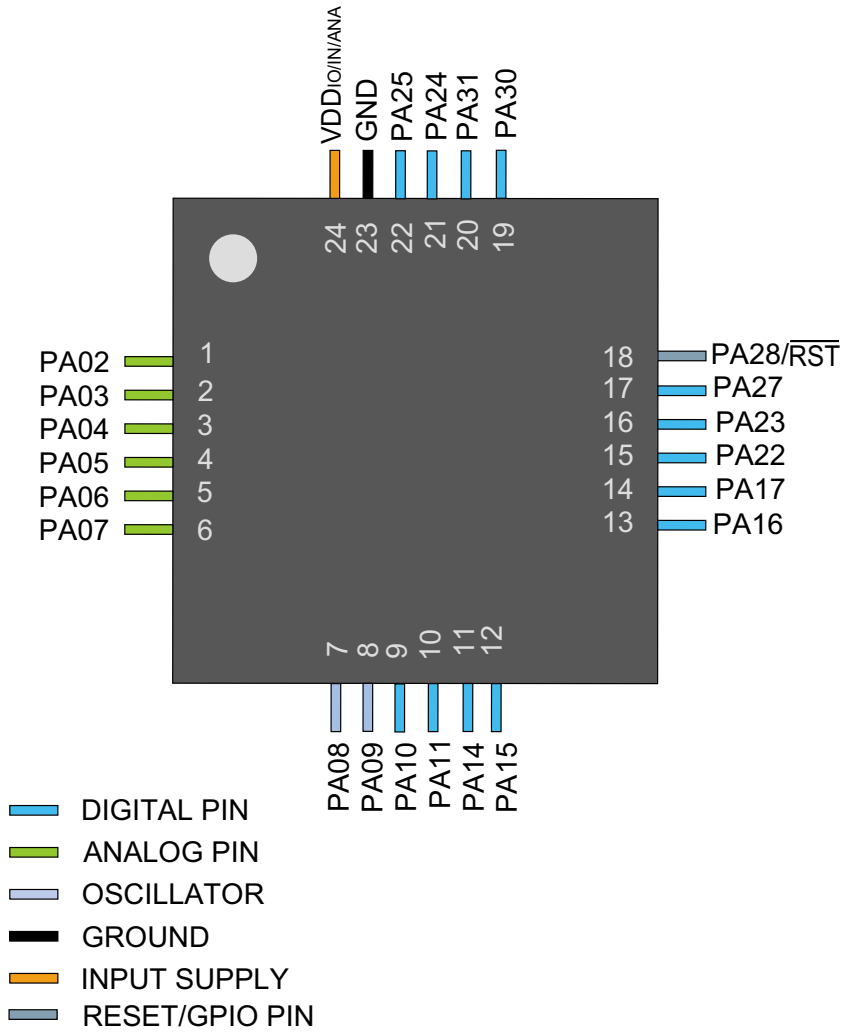 VDDIO/IN/ANA
GND
PA25
PA24
PA31
PA30
24
23
22
21
20
19
PA02 1
PA03 2
PA04 3
PA05 4
PA06 5
PA07 6
18 PA28/R̅S̅T̅
17 PA27
16 PA23
15 PA22
14 PA17
13 PA16
7
8
9
10
11
12
PA08
PA09
PA10
PA11
PA14
PA15
DIGITAL PIN
ANALOG PIN
OSCILLATOR
GROUND
INPUT SUPPLY
RESET/GPIO PIN